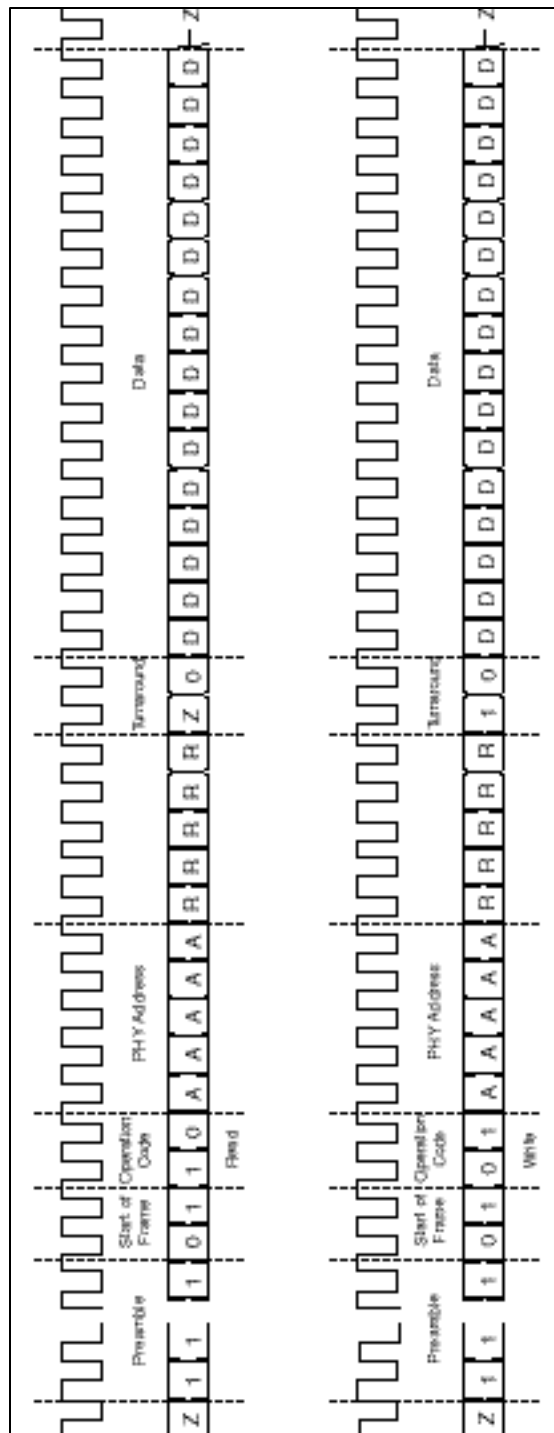 Preamble
Start of
Frame
Operation
Code
PHY Address
Turnaround
Data
Z 1 1 1 0 1 1 0 A A A A A R R R R R Z 0 D D D D D D D D D D D D D D D D Z
Read
Preamble
Start of
Frame
Operation
Code
PHY Address
Turnaround
Data
Z 1 1 1 0 1 0 1 A A A A A R R R R R 1 0 D D D D D D D D D D D D D D D D Z
Write